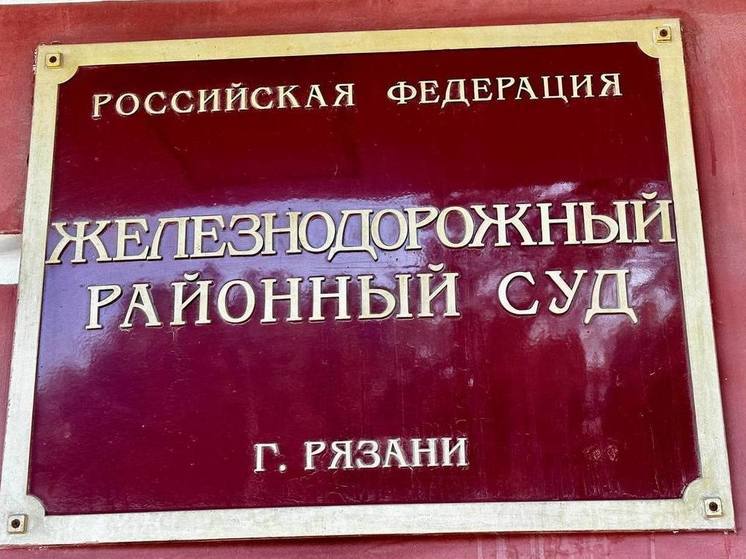 РОССИЙСКАЯ ФЕДЕРАЦИЯ
ЖЕЛЕЗНОДОРОЖНЫЙ
РАЙОННЫЙ СУД
Г. РЯЗАНИ